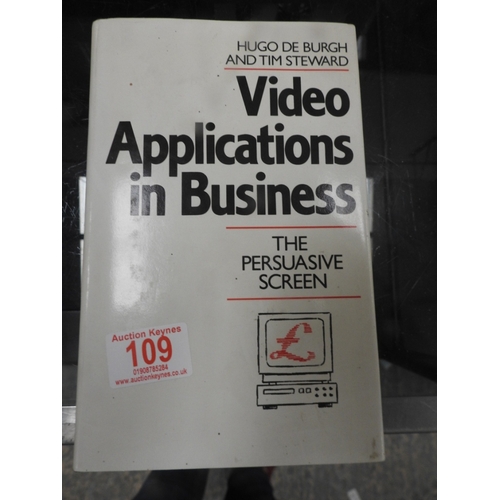 HUGO DE BURGH
AND TIM STEWARD
Video
Applications
in Business
THE
PERSUASIVE
SCREEN
£
Auction Keynes
109
01908785284
www.auctionkeynes.co.uk